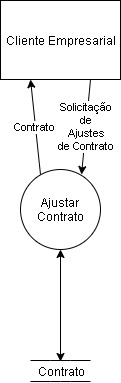 Cliente Empresarial
Solicitação
de
Ajustes
de Contrato
Contrato
Ajustar
Contrato
Contrato